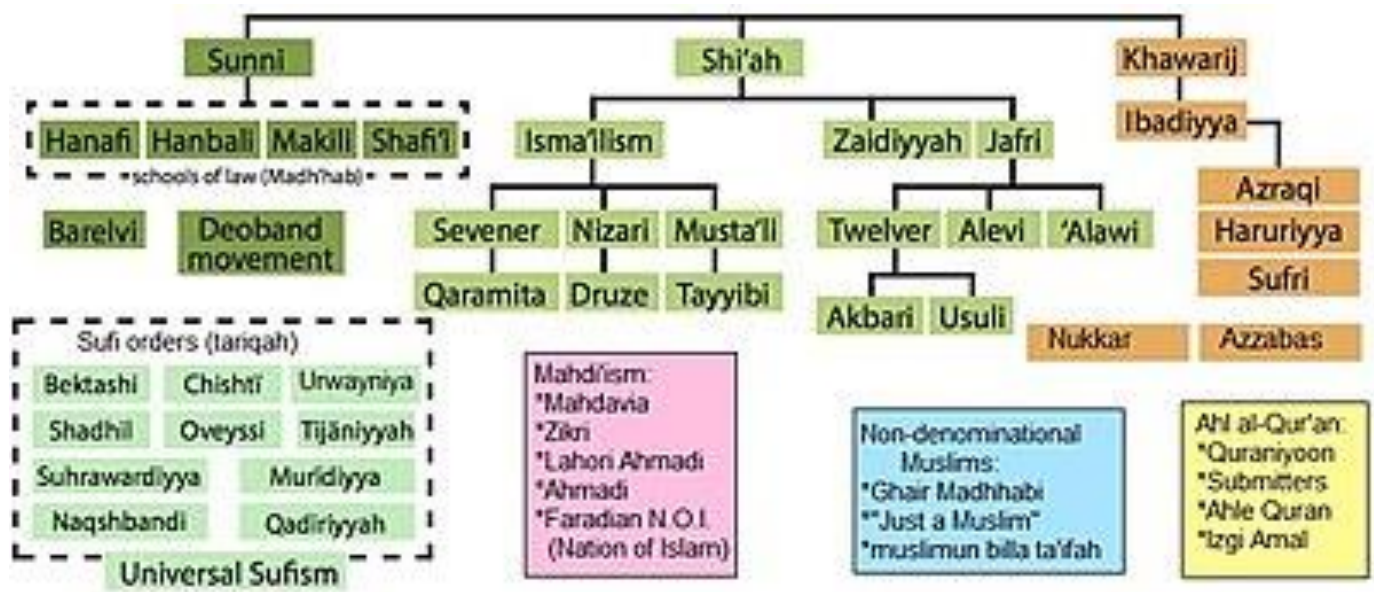 Sunni
Shi'ah
Khawarij
Hanafi Hanbali Makili Shafi'i
schools of law (Madh'hab)
Barelvi
Deoband
movement
Isma'ilism
Zaidiyyah
Jafri
Ibadiyya
Sevener
Nizari
Musta'li
Twelver
Alevi
'Alawi
Azraqi
Haruriyya
Sufri
Qaramita
Druze
Tayyibi
Akbari
Usuli
Nukkar
Azzabas
Sufi orders (tariqah)
Bektashi
Chishtī
Urwayniya
Shadhil
Oveyssi
Tijāniyyah
Suhrawardiyya
Muridiyya
Naqshbandi
Qadiriyyah
Universal Sufism
Mahdi'ism:
*Mahdavia
*Zikri
*Lahori Ahmadi
*Ahmadi
*Faradian N.O.I.
(Nation of Islam)
Non-denominational
Muslims:
*Ghair Madhhabi
*"Just a Muslim"
*muslimun billa ta'ifah
Ahl al-Qur'an:
*Quraniyoon
*Submitters
*Ahle Quran
*Izgi Amal